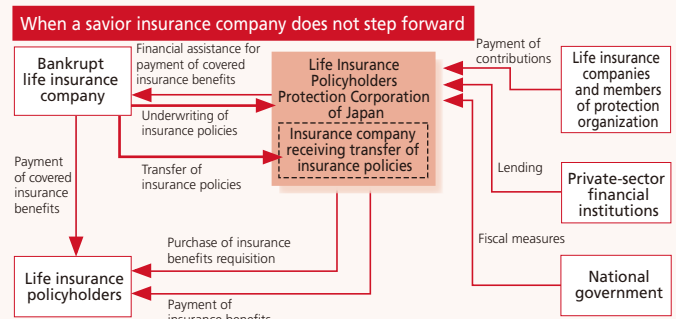 When a savior insurance company does not step forward
Bankrupt
life insurance
company
Financial assistance for
payment of covered
insurance benefits
Underwriting of
insurance policies
Transfer of
insurance policies
Life Insurance
Policyholders
Protection Corporation
of Japan
Insurance company
receiving transfer of
insurance policies
Payment of
contributions
Life insurance
companies
and members
of protection
organization
Lending
Private-sector
financial
institutions
Fiscal measures
National
government
Payment
of covered
insurance
benefits
Purchase of insurance
benefits requisition
Life insurance
policyholders
Payment of
insurance benefits